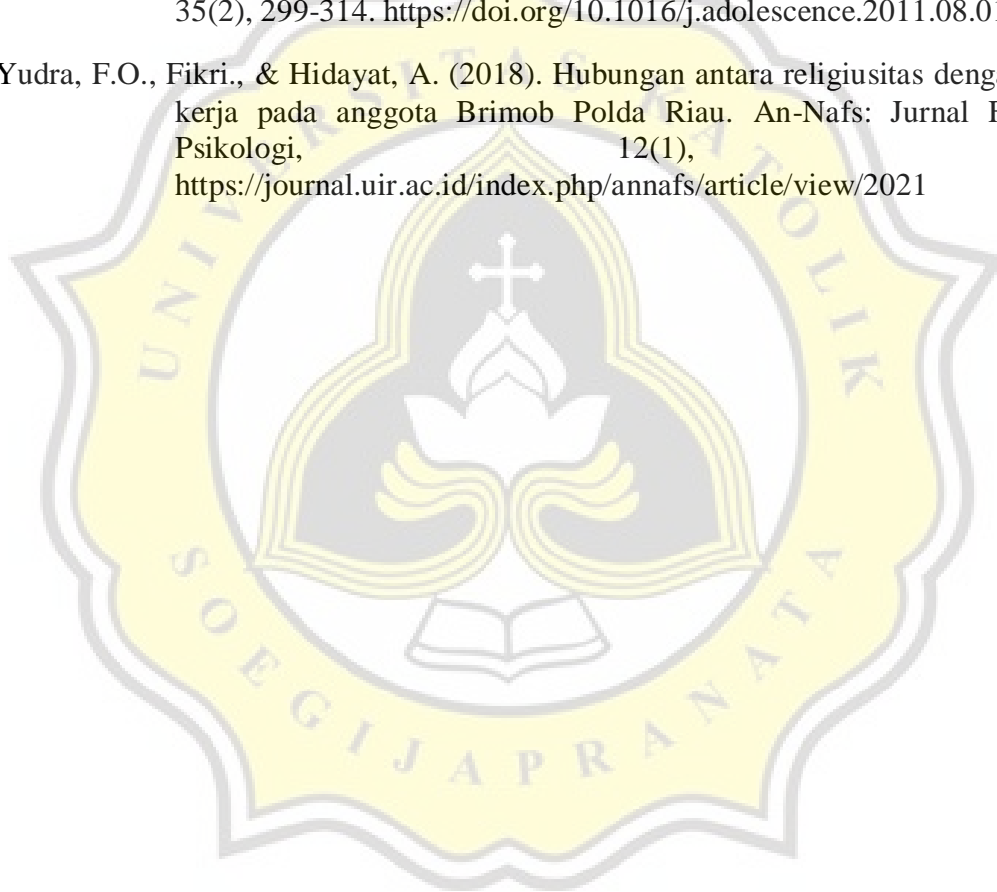 35(2), 299-314. https://doi.org/10.1016/j.adolescence.2011.08.01
Yudra, F.O., Fikri., & Hidayat, A. (2018). Hubungan antara religiusitas
kerja pada anggota Brimob Polda Riau. An-Nafs: Jurnal
Psikologi, 12(1),
https://journal.uir.ac.id/index.php/annafs/article/view/2021
UNIVERSITAS KATOLIK
SOEGIJAPRANATA